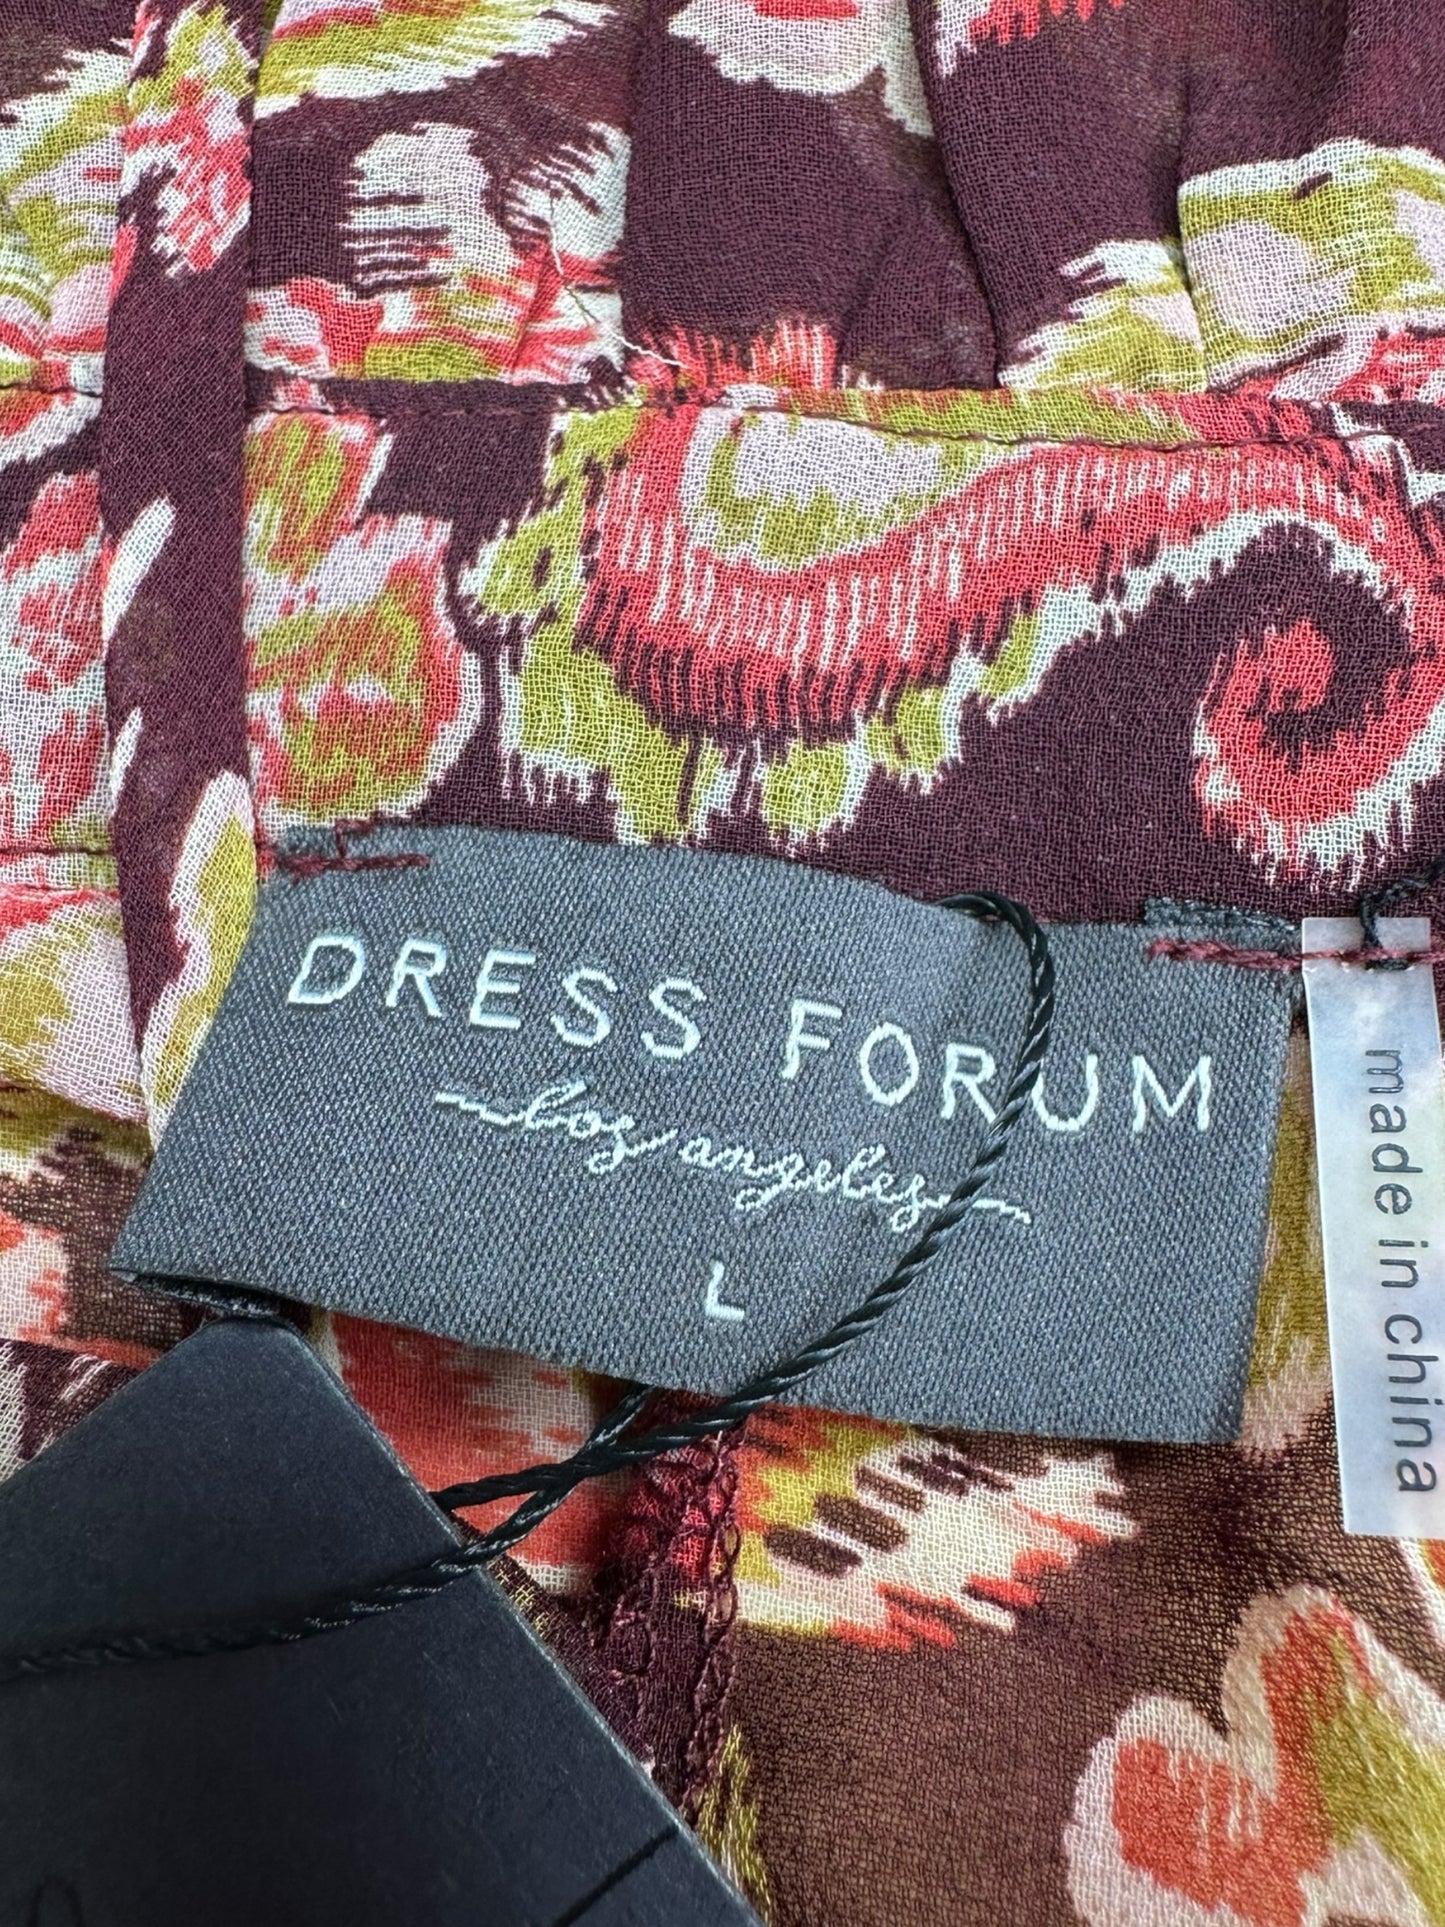 DRESS FORUM
los angeles
L
made in china